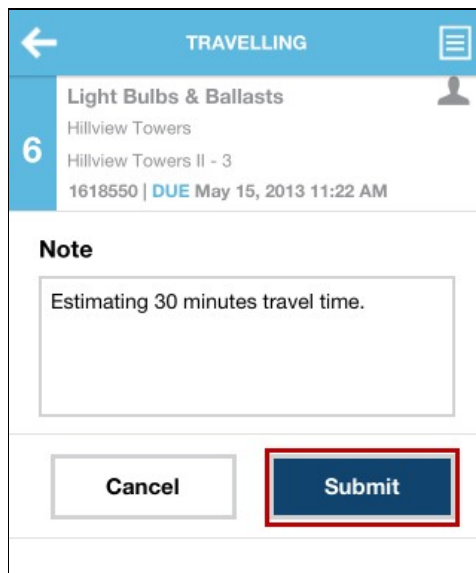 TRAVELLING
6
Light Bulbs & Ballasts
Hillview Towers
Hillview Towers II - 3
1618550 | DUE May 15, 2013 11:22 AM
Note
Estimating 30 minutes travel time.
Cancel Submit